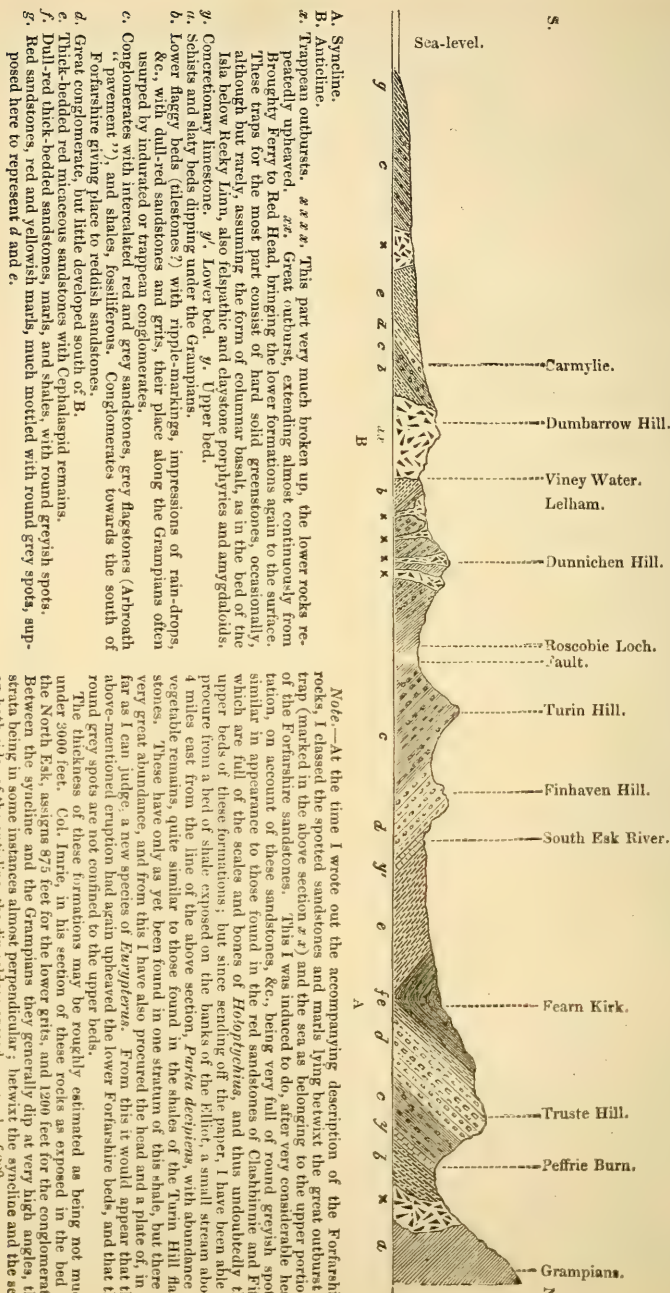 S.
Sea-level.
Carmylie.
Dumbarrow Hill.
Viney Water.
Lelham.
Dunnichen Hill.
Roscobie Loch.
Fault.
Turin Hill.
Finhaven Hill.
South Esk River.
Fearn Kirk.
Truste Hill.
Peffrie Burn.
Grampians.
g c x e d c b xx b x x x x c d y' e f e d c y b x a
B A
A. Syncline.
B. Anticline.
x. Trappean outbursts. x x x x. This part very much broken up, the lower rocks re-
peatedly upheaved. xx. Great outburst, extending almost continuously from
Broughty Ferry to Red Head, bringing the lower formations again to the surface.
These traps for the most part consist of hard solid greenstones, occasionally,
although but rarely, assuming the form of columnar basalt, as in the bed of the
Isla below Reeky Linn, also felspathic and claystone porphyries and amygdaloids.
y. Concretionary limestone. y'. Lower bed. y. Upper bed.
a. Schists and slaty beds dipping under the Grampians.
b. Lower flaggy beds (tilestones?) with ripple-markings, impressions of rain-drops,
&c., with dull-red sandstones and grits, their place along the Grampians often
usurped by indurated or trappean conglomerates.
c. Conglomerates with intercalated red and grey sandstones, grey flagstones (Arbroath
“pavement”), and shales, fossiliferous. Conglomerates towards the south of
Forfarshire giving place to reddish sandstones.
d. Great conglomerate, but little developed south of B.
e. Thick-bedded red micaceous sandstones with Cephalaspid remains.
f. Dull-red thick-bedded sandstones, marls, and shales, with round greyish spots.
g. Red sandstones, red and yellowish marls, much mottled with round grey spots, sup-
posed here to represent d and e.
Note.—At the time I wrote out the accompanying description of the Forfarshi
rocks, I classed the spotted sandstones and marls lying betwixt the great outburst
trap (marked in the above section x x) and the sea as belonging to the upper portio
of the Forfarshire sandstones. This I was induced to do, after very considerable he
tation, on account of these sandstones, &c., being very full of round greyish spot
similar in appearance to those found in the red sandstones of Clashbinnie and Fi
which are full of the scales and bones of Holoptychius, and thus undoubtedly t
upper beds of these formations; but since sending off the paper, I have been able
procure from a bed of shale exposed on the banks of the Elliot, a small stream abo
4 miles east from the line of the above section, Parka decipiens, with abundance
vegetable remains, quite similar to those found in the shales of the Turin Hill fla
stones. These have only as yet been found in one stratum of this shale, but there
very great abundance, and from this I have also procured the head and a plate of, in
far as I can judge, a new species of Eurypterus. From this it would appear that t
above-mentioned eruption had again upheaved the lower Forfarshire beds, and that t
round grey spots are not confined to the upper beds.
The thickness of these formations may be roughly estimated as being not mu
under 3000 feet. Col. Imrie, in his section of these rocks as exposed in the bed
the North Esk, assigns 875 feet for the lower grits, and 1200 feet for the conglomerat
Between the syncline and the Grampians they generally dip at very high angles, t
strata being in some instances almost perpendicular; betwixt the syncline and the se